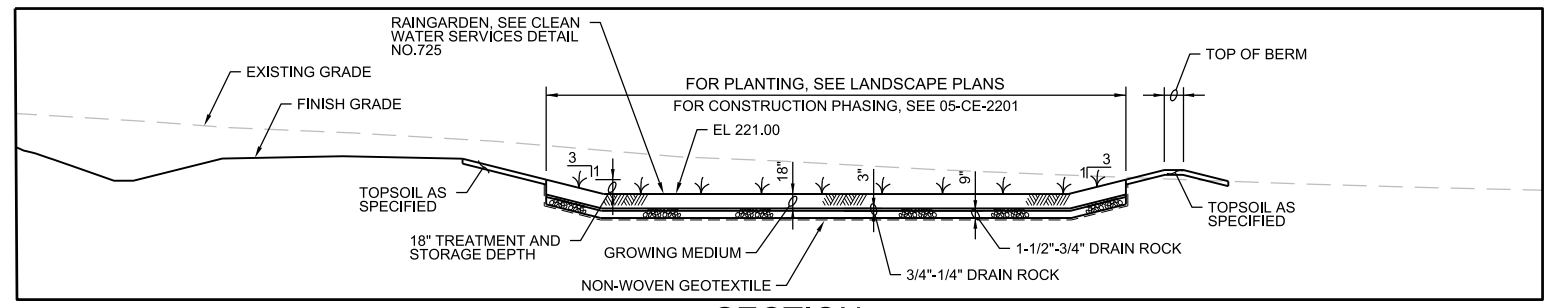 RAINGARDEN, SEE CLEAN
WATER SERVICES DETAIL
NO.725
EXISTING GRADE
FINISH GRADE
TOP OF BERM
FOR PLANTING, SEE LANDSCAPE PLANS
FOR CONSTRUCTION PHASING, SEE 05-CE-2201
EL 221.00
3
1
18"
3"
9"
1
3
TOPSOIL AS
SPECIFIED
TOPSOIL AS
SPECIFIED
18" TREATMENT AND
STORAGE DEPTH
GROWING MEDIUM
1-1/2"-3/4" DRAIN ROCK
3/4"-1/4" DRAIN ROCK
NON-WOVEN GEOTEXTILE